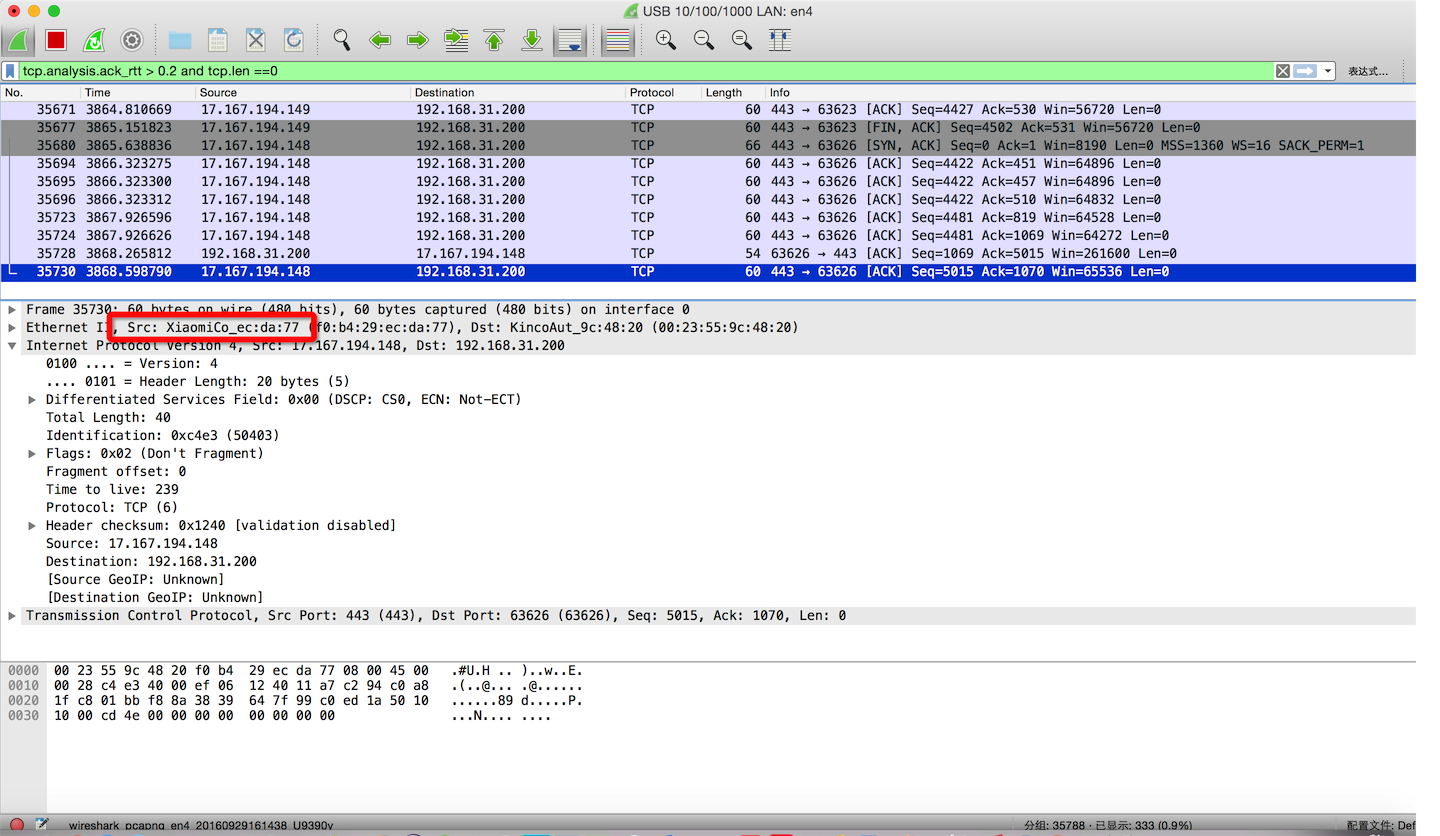 USB 10/100/1000 LAN: en4
tcp.analysis.ack_rtt > 0.2 and tcp.len ==0 表达式…
No. Time Source Destination Protocol Length Info
35671 3864.810669 17.167.194.149 192.168.31.200 TCP 60 443 → 63623 [ACK] Seq=4427 Ack=530 Win=56720 Len=0
35677 3865.151823 17.167.194.149 192.168.31.200 TCP 60 443 → 63623 [FIN, ACK] Seq=4502 Ack=531 Win=56720 Len=0
35680 3865.638836 17.167.194.148 192.168.31.200 TCP 66 443 → 63626 [SYN, ACK] Seq=0 Ack=1 Win=8190 Len=0 MSS=1360 WS=16 SACK_PERM=1
35694 3866.323275 17.167.194.148 192.168.31.200 TCP 60 443 → 63626 [ACK] Seq=4422 Ack=451 Win=64896 Len=0
35695 3866.323300 17.167.194.148 192.168.31.200 TCP 60 443 → 63626 [ACK] Seq=4422 Ack=457 Win=64896 Len=0
35696 3866.323312 17.167.194.148 192.168.31.200 TCP 60 443 → 63626 [ACK] Seq=4422 Ack=510 Win=64832 Len=0
35723 3867.926596 17.167.194.148 192.168.31.200 TCP 60 443 → 63626 [ACK] Seq=4481 Ack=819 Win=64528 Len=0
35724 3867.926626 17.167.194.148 192.168.31.200 TCP 60 443 → 63626 [ACK] Seq=4481 Ack=1069 Win=64272 Len=0
35728 3868.265812 192.168.31.200 17.167.194.148 TCP 54 63626 → 443 [ACK] Seq=1069 Ack=5015 Win=261600 Len=0
35730 3868.598790 17.167.194.148 192.168.31.200 TCP 60 443 → 63626 [ACK] Seq=5015 Ack=1070 Win=65536 Len=0
Frame 35730: 60 bytes on wire (480 bits), 60 bytes captured (480 bits) on interface 0
Ethernet II, Src: XiaomiCo_ec:da:77 (f0:b4:29:ec:da:77), Dst: KincoAut_9c:48:20 (00:23:55:9c:48:20)
Internet Protocol Version 4, Src: 17.167.194.148, Dst: 192.168.31.200
0100 .... = Version: 4
.... 0101 = Header Length: 20 bytes (5)
Differentiated Services Field: 0x00 (DSCP: CS0, ECN: Not-ECT)
Total Length: 40
Identification: 0xc4e3 (50403)
Flags: 0x02 (Don't Fragment)
Fragment offset: 0
Time to live: 239
Protocol: TCP (6)
Header checksum: 0x1240 [validation disabled]
Source: 17.167.194.148
Destination: 192.168.31.200
[Source GeoIP: Unknown]
[Destination GeoIP: Unknown]
Transmission Control Protocol, Src Port: 443 (443), Dst Port: 63626 (63626), Seq: 5015, Ack: 1070, Len: 0
0000 00 23 55 9c 48 20 f0 b4 29 ec da 77 08 00 45 00 .#U.H .. )..w..E.
0010 00 28 c4 e3 40 00 ef 06 12 40 11 a7 c2 94 c0 a8 .(..@... .@......
0020 1f c8 01 bb f8 8a 38 39 64 7f 99 c0 ed 1a 50 10 ......89 d.....P.
0030 10 00 cd 4e 00 00 00 00 00 00 00 00 ...N.... ....
wireshark_pcapng_en4_20160929161438_U9390v 分组: 35788 · 已显示: 333 (0.9%) 配置文件: Def